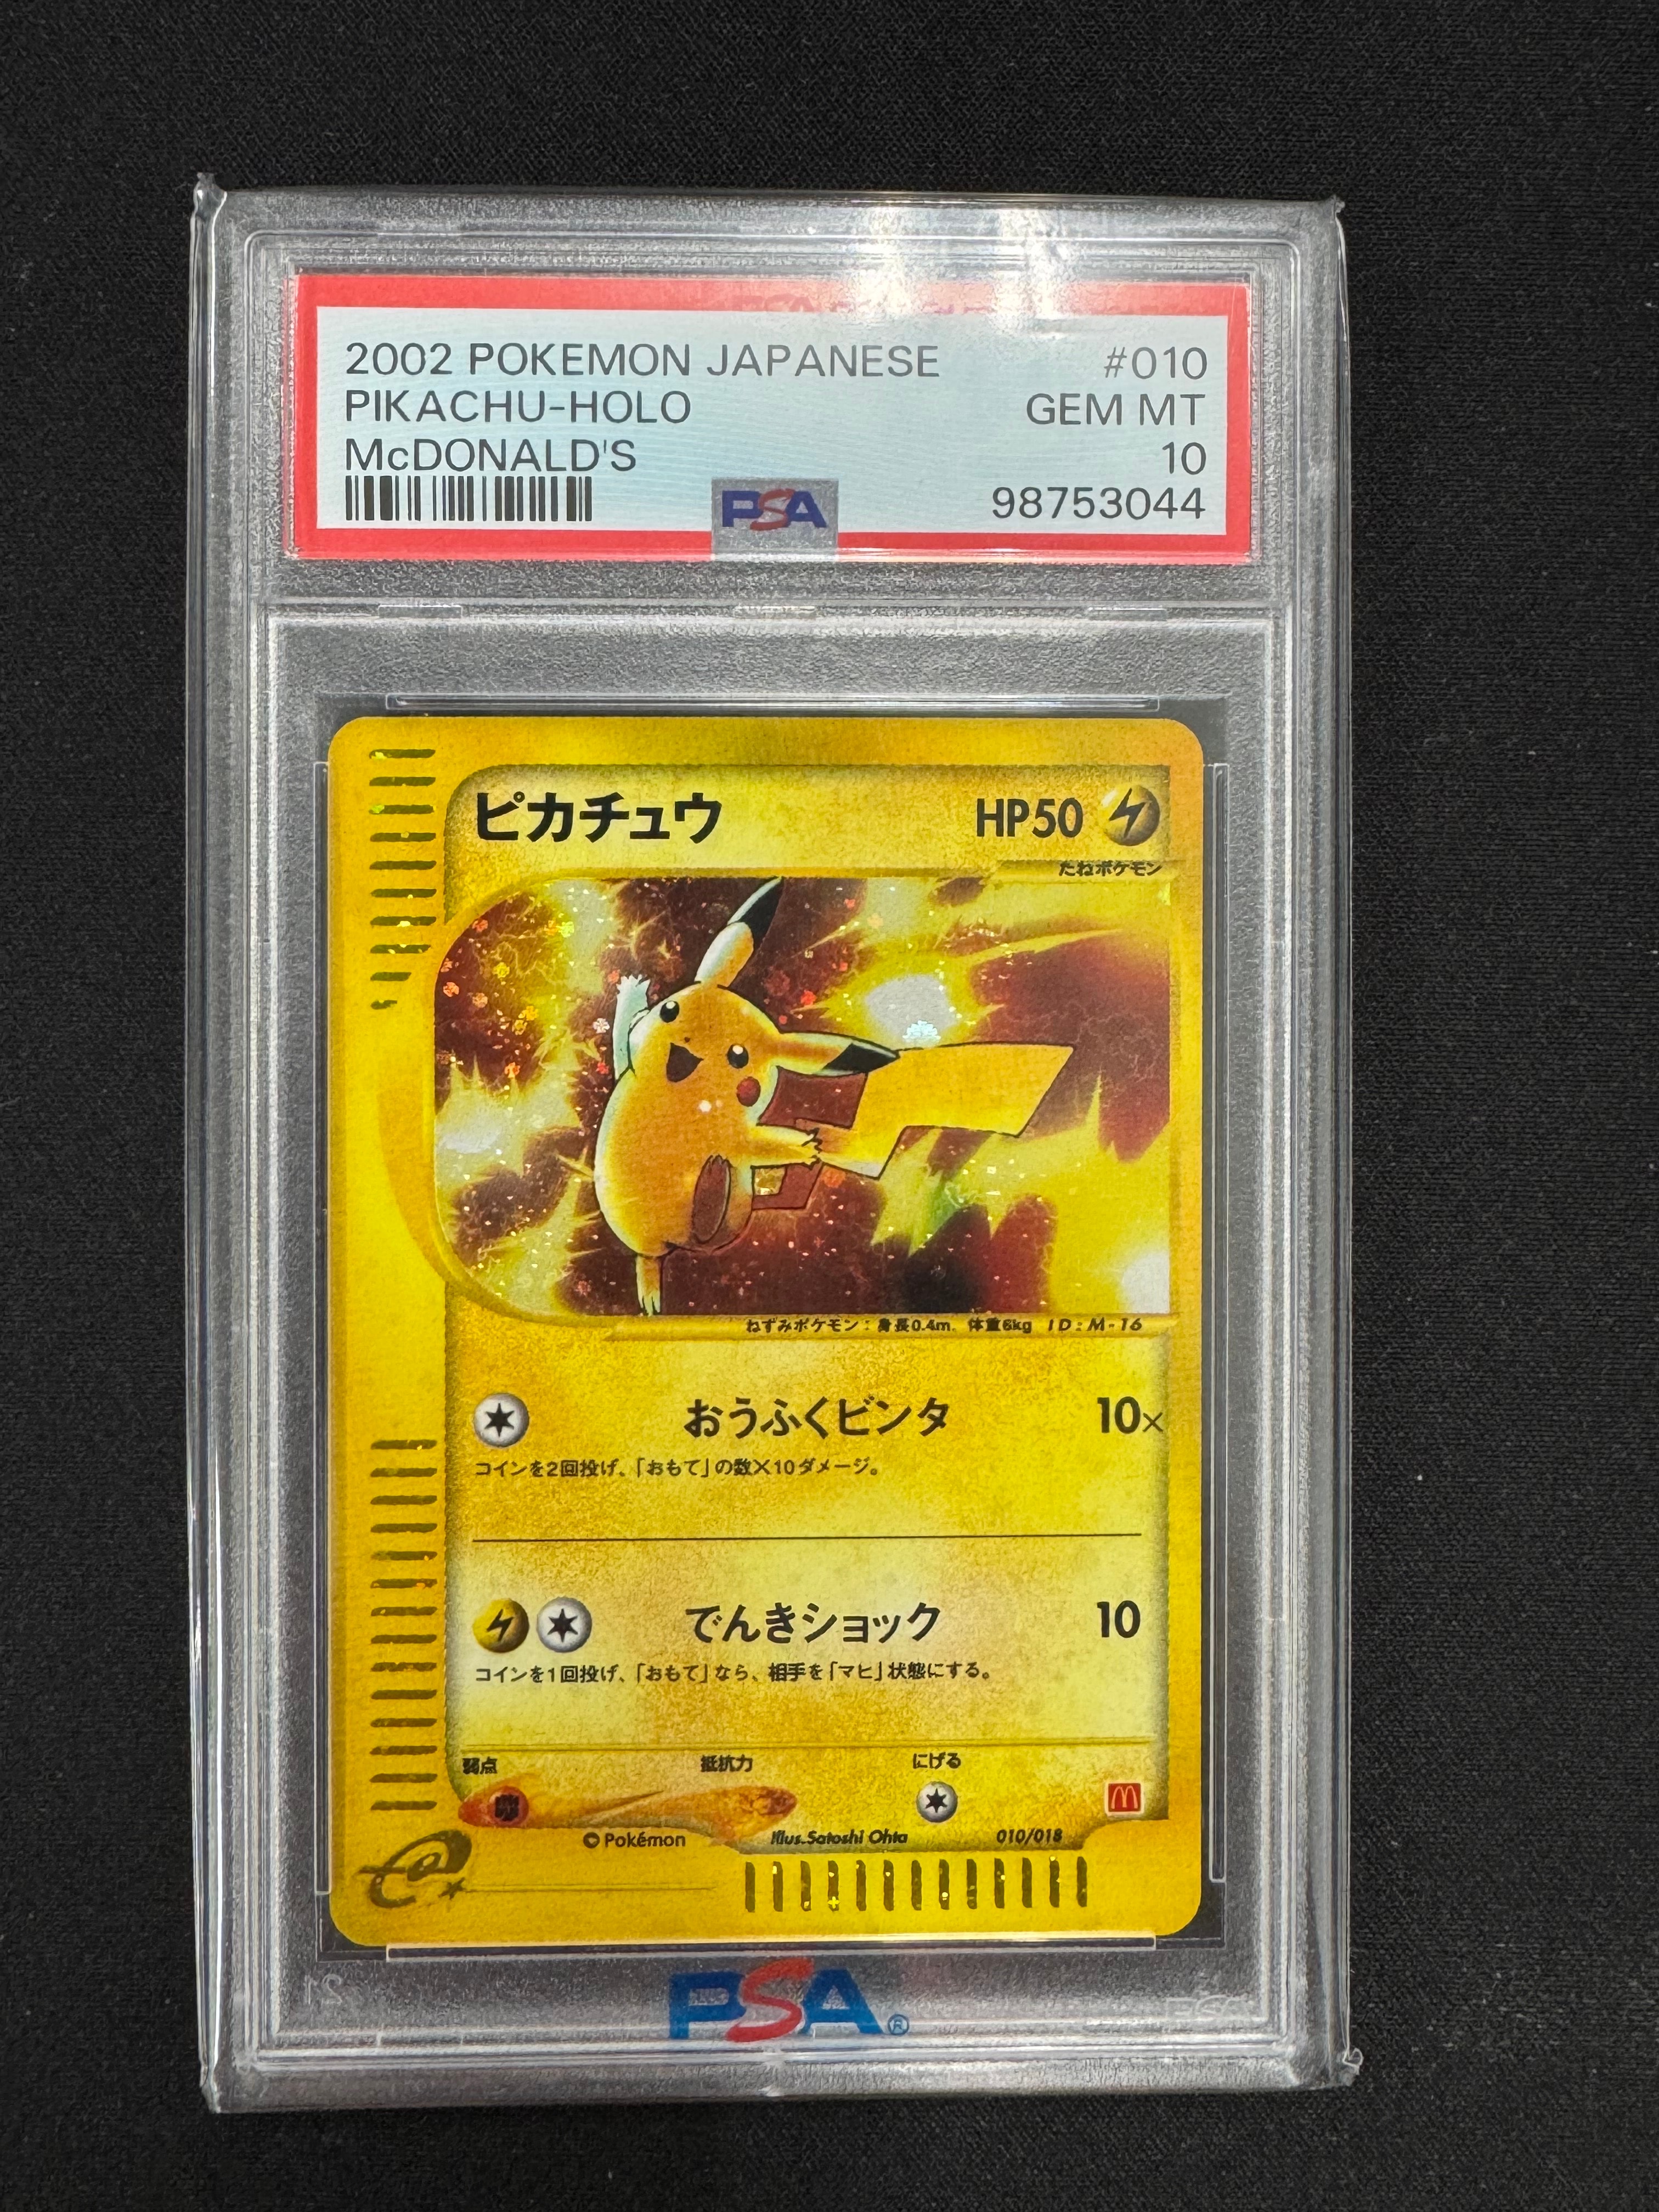 2002 POKEMON JAPANESE #010
PIKACHU-HOLO GEM MT
McDONALD'S 10
PSA 98753044
ピカチュウ HP50
たねポケモン
ねずみポケモン：身長0.4m. 体重6kg ID：M-16
おうふくビンタ 10×
コインを2回投げ、「おもて」の数×10ダメージ。
でんきショック 10
コインを1回投げ、「おもて」なら、相手を「マヒ」状態にする。
弱点 抵抗力 にげる
©Pokémon Illus.Satoshi Ohta 010/018
e
PSA®